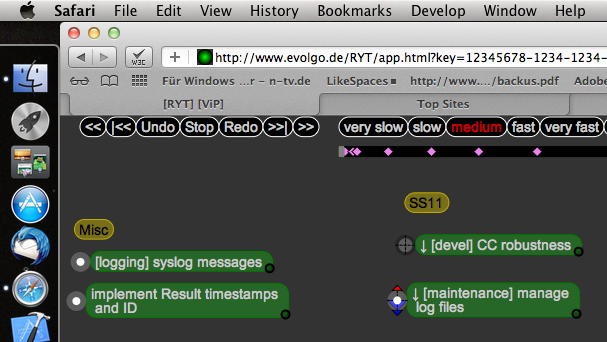 Safari File Edit View History Bookmarks Develop Window Help
W3C
http://www.evolgo.de/RYT/app.html?key=12345678-1234-1234-
Für Windows ...r - n-tv.de LikeSpaces http://www..../backus.pdf Adobe
[RYT] [ViP] Top Sites
<< |<< Undo Stop Redo >>| >> very slow slow medium fast very fast
SS11
Misc
↓ [devel] CC robustness
[logging] syslog messages
implement Result timestamps
and ID
↓ [maintenance] manage
log files